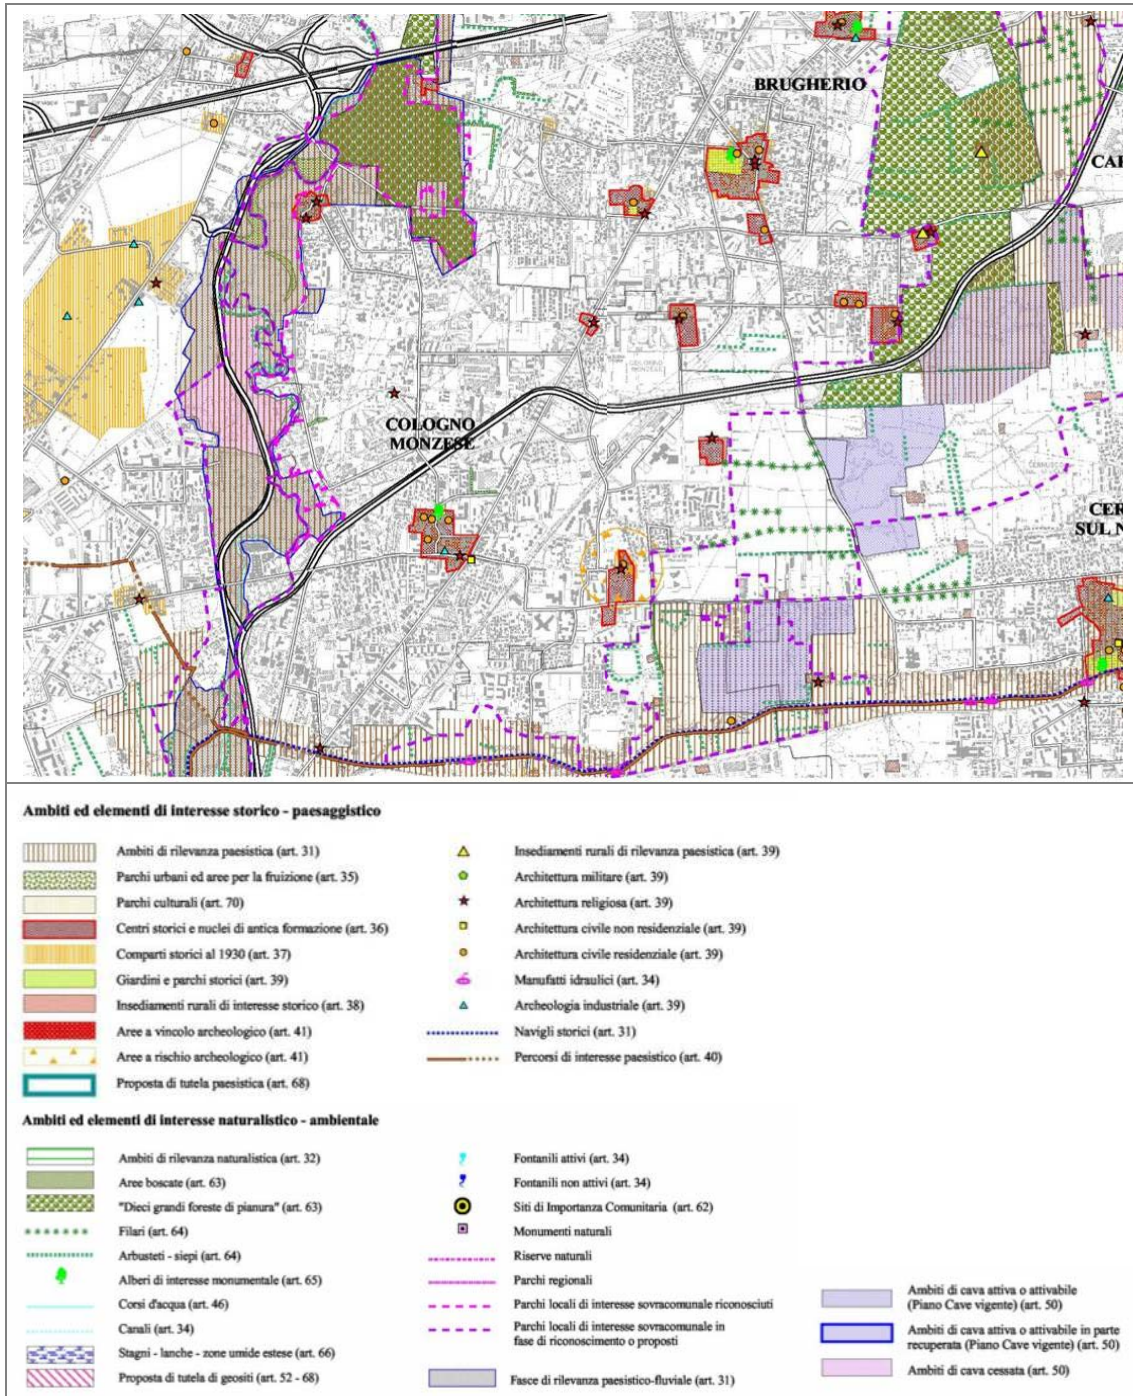 BRUGHERIO
CAR
COLOGNO
MONZESE
CER
SUL N
Ambiti ed elementi di interesse storico - paesaggistico
Ambiti di rilevanza paesistica (art. 31)
Parchi urbani ed aree per la fruizione (art. 35)
Parchi culturali (art. 70)
Centri storici e nuclei di antica formazione (art. 36)
Comparti storici al 1930 (art. 37)
Giardini e parchi storici (art. 39)
Insediamenti rurali di interesse storico (art. 38)
Aree a vincolo archeologico (art. 41)
Aree a rischio archeologico (art. 41)
Proposta di tutela paesistica (art. 68)
Insediamenti rurali di rilevanza paesistica (art. 39)
Architettura militare (art. 39)
Architettura religiosa (art. 39)
Architettura civile non residenziale (art. 39)
Architettura civile residenziale (art. 39)
Manufatti idraulici (art. 34)
Archeologia industriale (art. 39)
Navigli storici (art. 31)
Percorsi di interesse paesistico (art. 40)
Ambiti ed elementi di interesse naturalistico - ambientale
Ambiti di rilevanza naturalistica (art. 32)
Aree boscate (art. 63)
"Dieci grandi foreste di pianura" (art. 63)
Filari (art. 64)
Arbusteti - siepi (art. 64)
Alberi di interesse monumentale (art. 65)
Corsi d'acqua (art. 46)
Canali (art. 34)
Stagni - lanche - zone umide estese (art. 66)
Proposta di tutela di geositi (art. 52 - 68)
Fontanili attivi (art. 34)
Fontanili non attivi (art. 34)
Siti di Importanza Comunitaria (art. 62)
Monumenti naturali
Riserve naturali
Parchi regionali
Parchi locali di interesse sovracomunale riconosciuti
Parchi locali di interesse sovracomunale in
fase di riconoscimento o proposti
Fasce di rilevanza paesistico-fluviale (art. 31)
Ambiti di cava attiva o attivabile
(Piano Cave vigente) (art. 50)
Ambiti di cava attiva o attivabile in parte
recuperata (Piano Cave vigente) (art. 50)
Ambiti di cava cessata (art. 50)